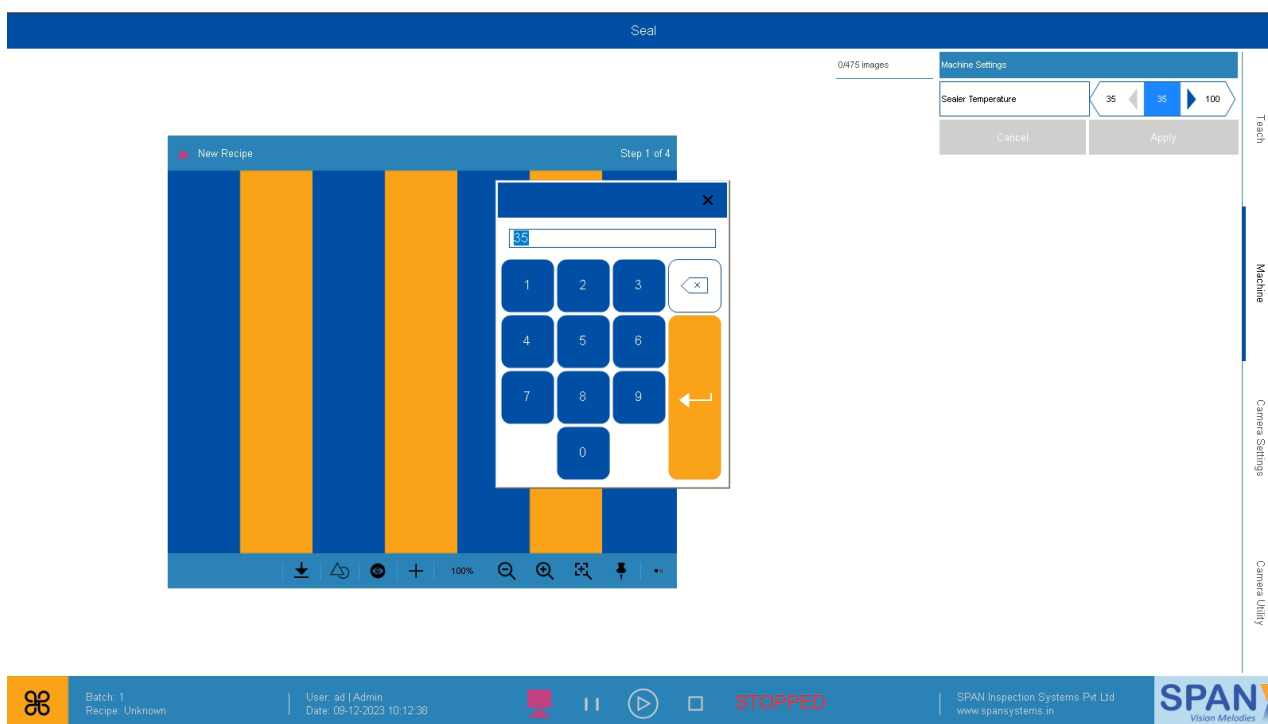 Seal
0/475 images
Machine Settings
Sealer Temperature
35
35
100
Cancel
Apply
New Recipe
Step 1 of 4
35
1
2
3
4
5
6
7
8
9
0
100%
Teach
Machine
Camera Settings
Camera Utility
Batch: 1
Recipe: Unknown
User: ad | Admin
Date: 09-12-2023 10:12:38
STOPPED
SPAN Inspection Systems Pvt Ltd
www.spansystems.in
SPAN
Vision Melodies